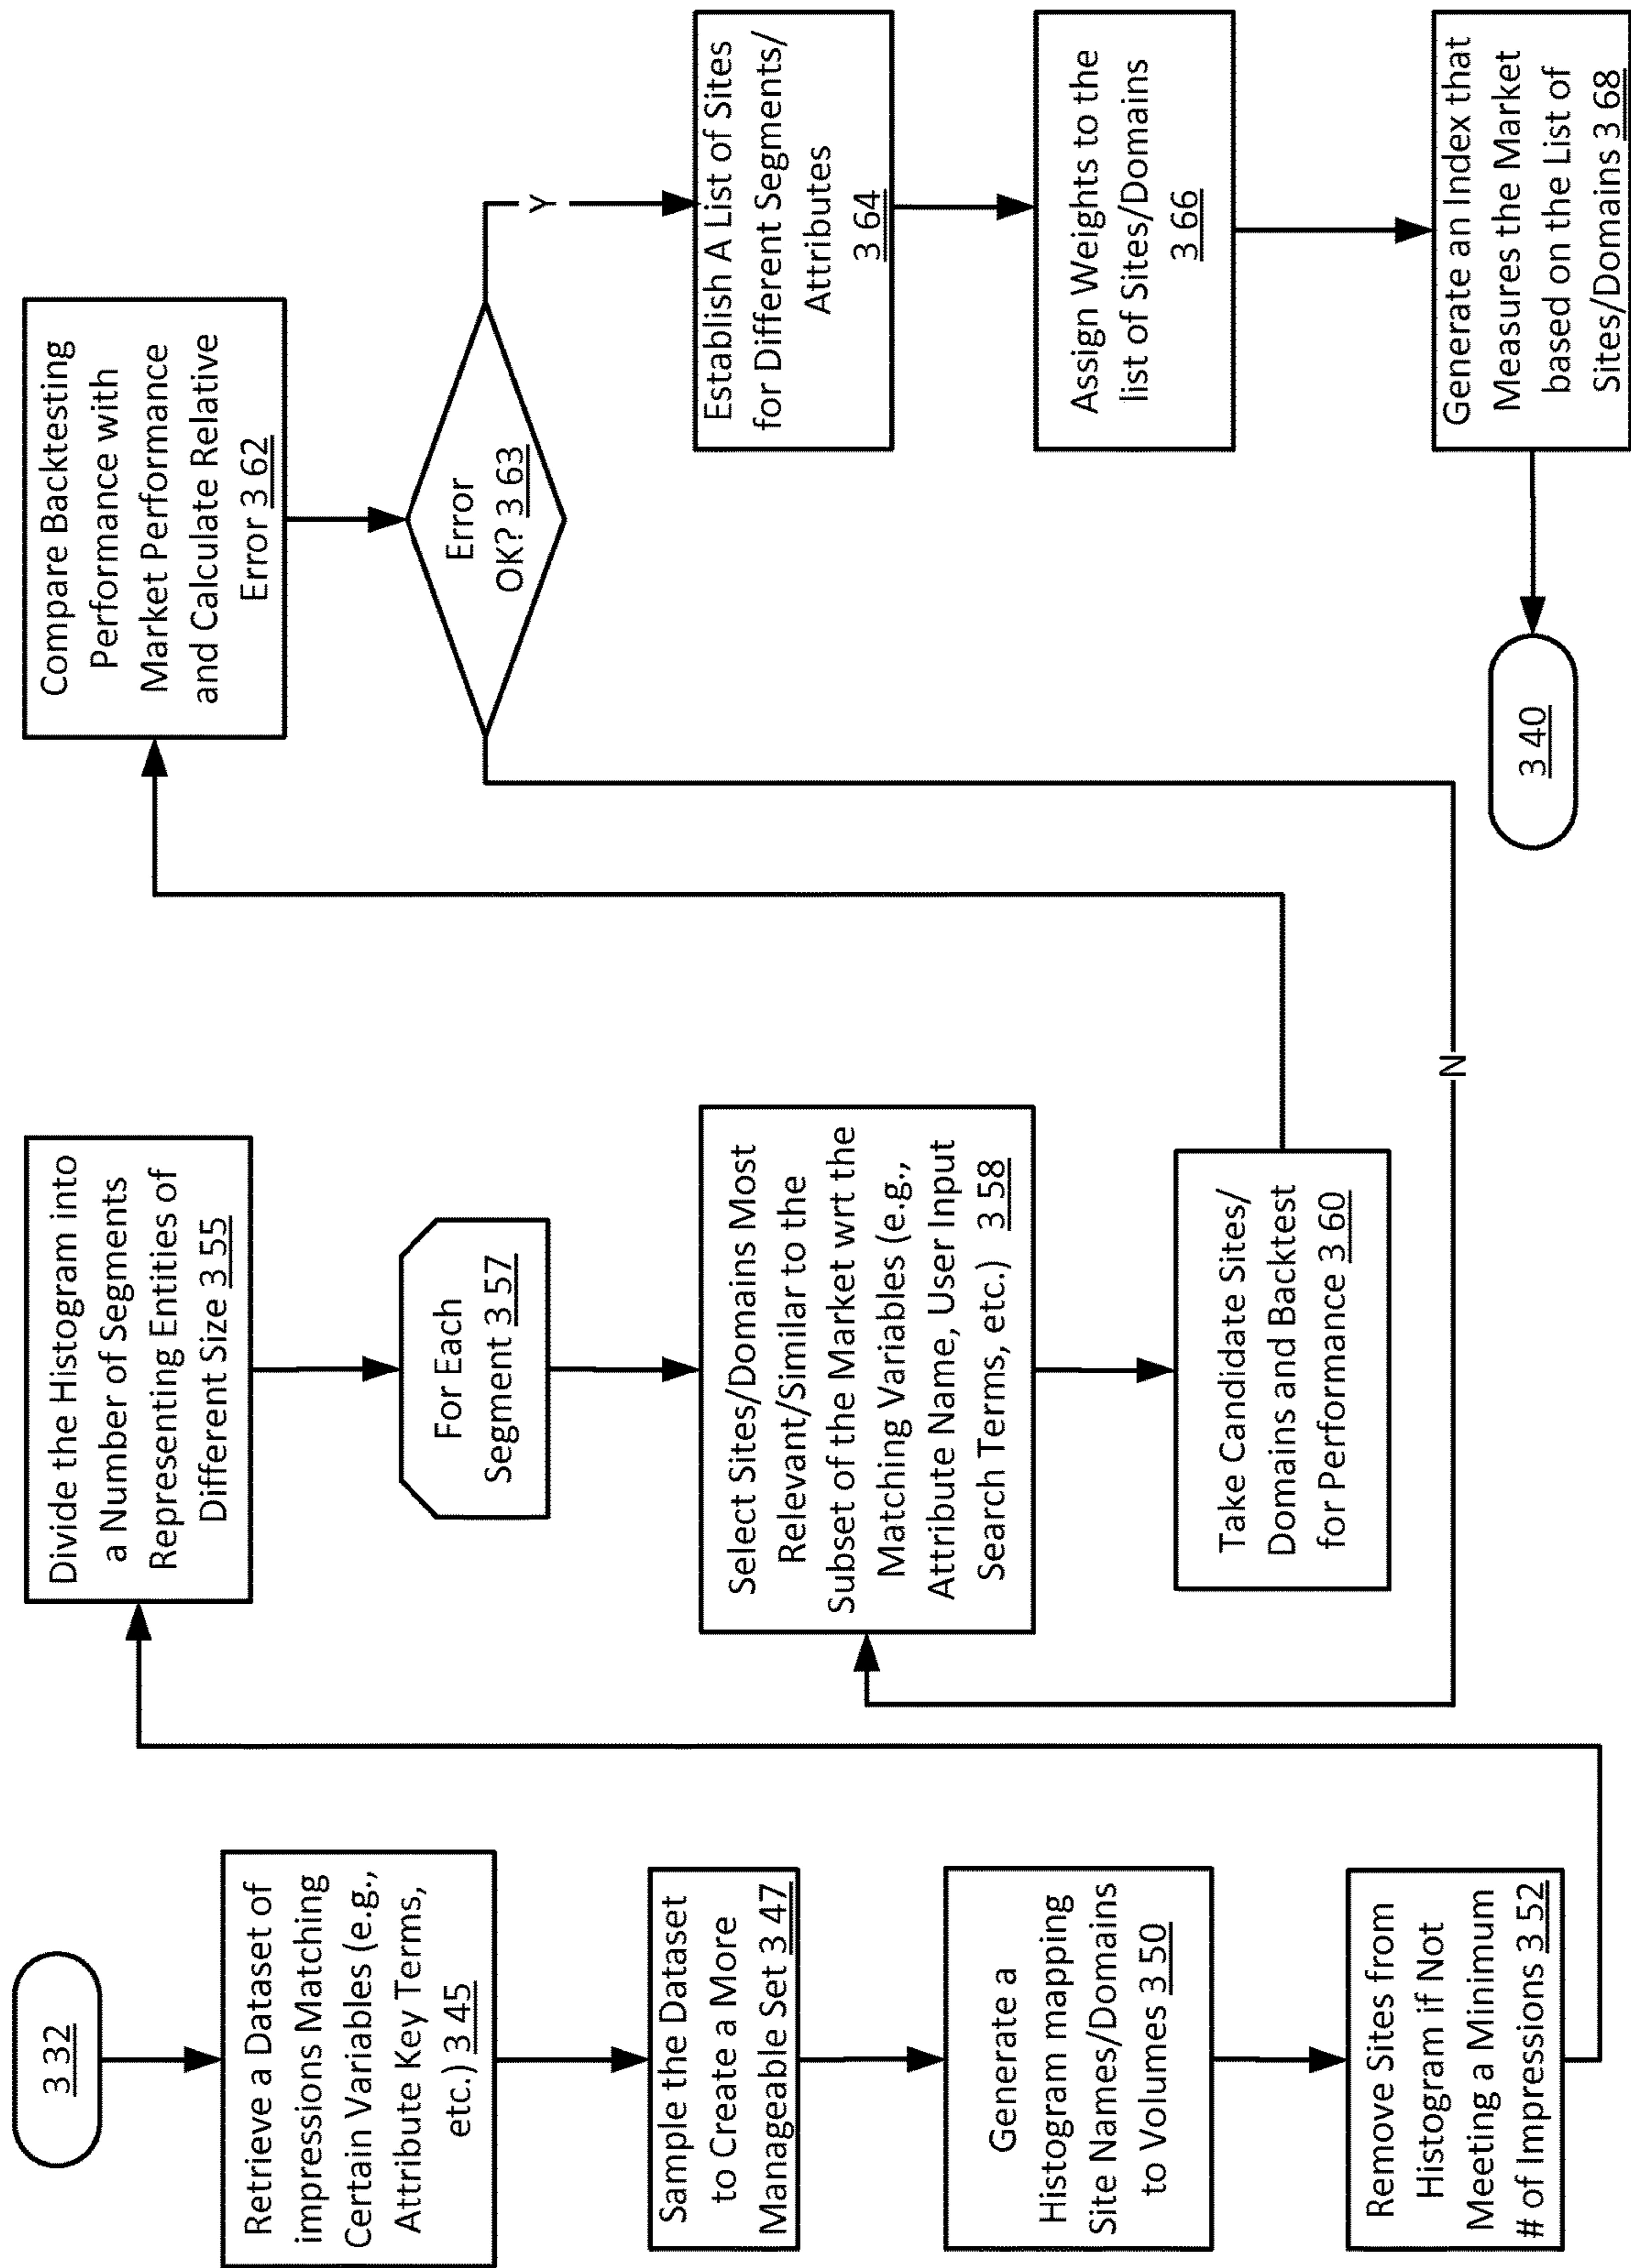 3 32
Retrieve a Dataset of
impressions Matching
Certain Variables (e.g.,
Attribute Key Terms,
etc.) 3 45
Sample the Dataset
to Create a More
Manageable Set 3 47
Generate a
Histogram mapping
Site Names/Domains
to Volumes 3 50
Remove Sites from
Histogram if Not
Meeting a Minimum
# of Impressions 3 52
Divide the Histogram into
a Number of Segments
Representing Entities of
Different Size 3 55
For Each
Segment 3 57
Select Sites/Domains Most
Relevant/Similar to the
Subset of the Market wrt the
Matching Variables (e.g.,
Attribute Name, User Input
Search Terms, etc.) 3 58
Take Candidate Sites/
Domains and Backtest
for Performance 3 60
Compare Backtesting
Performance with
Market Performance
and Calculate Relative
Error 3 62
Error
OK? 3 63
Y
N
Establish A List of Sites
for Different Segments/
Attributes
3 64
Assign Weights to the
list of Sites/Domains
3 66
Generate an Index that
Measures the Market
based on the List of
Sites/Domains 3 68
3 40